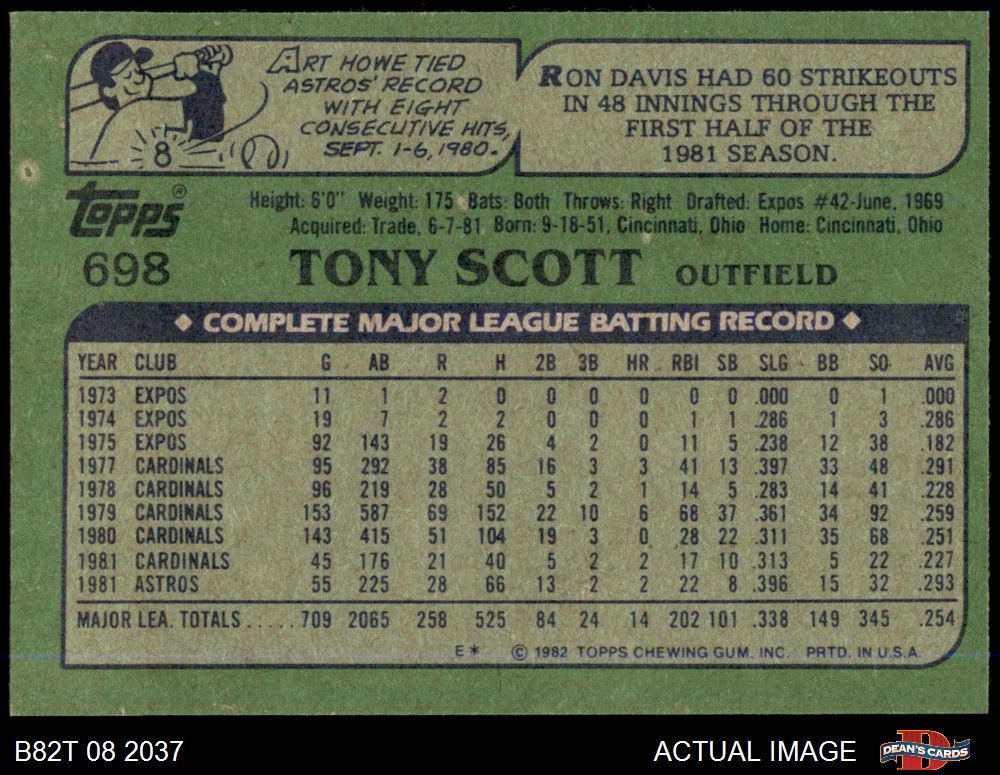 ART HOWE TIED
ASTROS' RECORD
WITH EIGHT
CONSECUTIVE HITS,
SEPT. 1-6, 1980.
8
RON DAVIS HAD 60 STRIKEOUTS
IN 48 INNINGS THROUGH THE
FIRST HALF OF THE
1981 SEASON.
Topps®
Height: 6'0" Weight: 175 Bats: Both Throws: Right Drafted: Expos #42-June, 1969
Acquired: Trade, 6-7-81 Born: 9-18-51, Cincinnati, Ohio Home: Cincinnati, Ohio
698 TONY SCOTT OUTFIELD
◆ COMPLETE MAJOR LEAGUE BATTING RECORD ◆
YEAR CLUB G AB R H 2B 3B HR RBI SB SLG BB SO AVG
1973 EXPOS 11 1 2 0 0 0 0 0 0 .000 0 1 .000
1974 EXPOS 19 7 2 2 0 0 0 1 1 .286 1 3 .286
1975 EXPOS 92 143 19 26 4 2 0 11 5 .238 12 38 .182
1977 CARDINALS 95 292 38 85 16 3 3 41 13 .397 33 48 .291
1978 CARDINALS 96 219 28 50 5 2 1 14 5 .283 14 41 .228
1979 CARDINALS 153 587 69 152 22 10 6 68 37 .361 34 92 .259
1980 CARDINALS 143 415 51 104 19 3 0 28 22 .311 35 68 .251
1981 CARDINALS 45 176 21 40 5 2 2 17 10 .313 5 22 .227
1981 ASTROS 55 225 28 66 13 2 2 22 8 .396 15 32 .293
MAJOR LEA. TOTALS.....709 2065 258 525 84 24 14 202 101 .338 149 345 .254
E* © 1982 TOPPS CHEWING GUM, INC. PRTD. IN U.S.A.
B82T 08 2037 ACTUAL IMAGE D DEAN'S CARDS